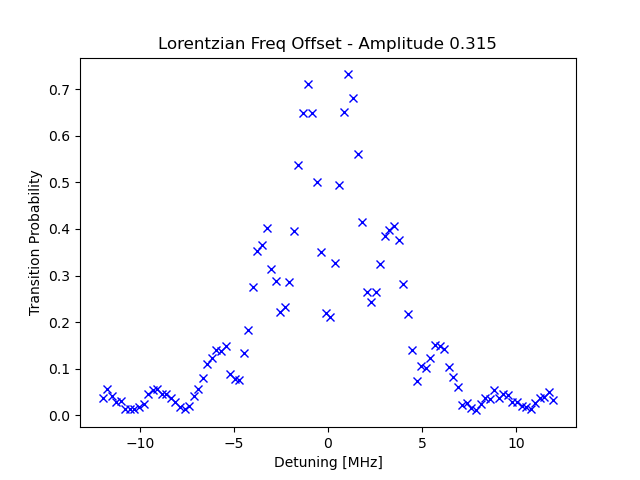 Lorentzian Freq Offset - Amplitude 0.315
Transition Probability
0.7
0.6
0.5
0.4
0.3
0.2
0.1
0.0
−10 −5 0 5 10
Detuning [MHz]